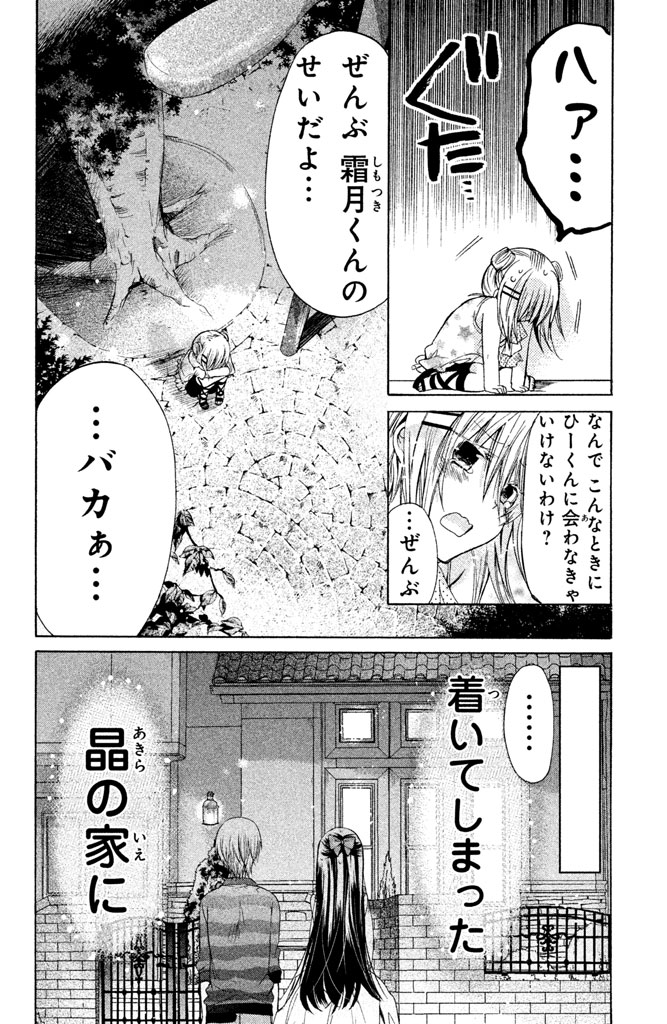 ハァ…
ぐた…
なんで こんなときに
ひーくんに会わなきゃ
いけないわけ?
…ぜんぶ
ぜんぶ 霜月くんの
せいだよ…
…バカぁ…
……
着いてしまった
晶の家に